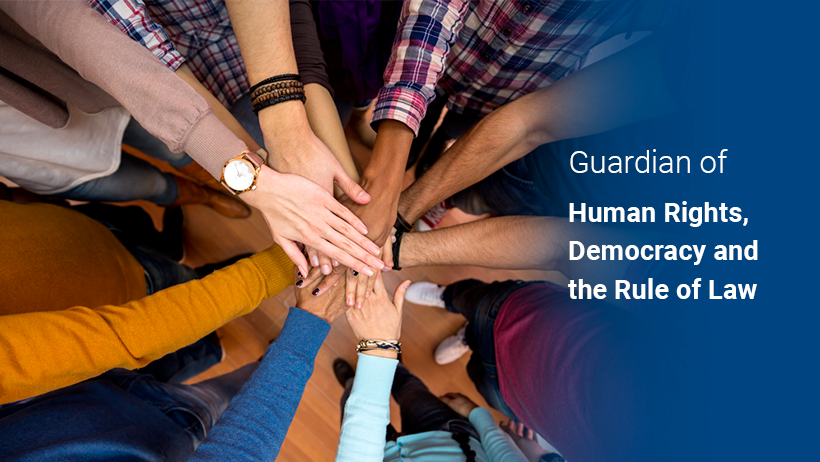 Guardian of
Human Rights,
Democracy and
the Rule of Law